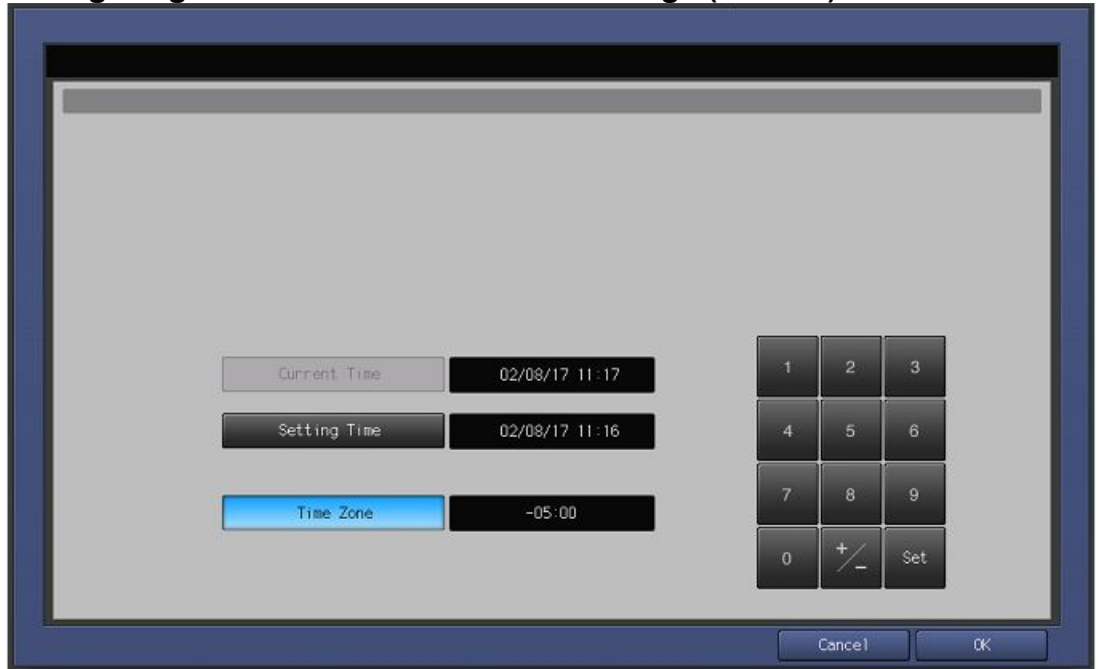 Current Time 02/08/17 11:17
Setting Time 02/08/17 11:16
Time Zone -05:00
1 2 3
4 5 6
7 8 9
0 +/- Set
Cancel OK